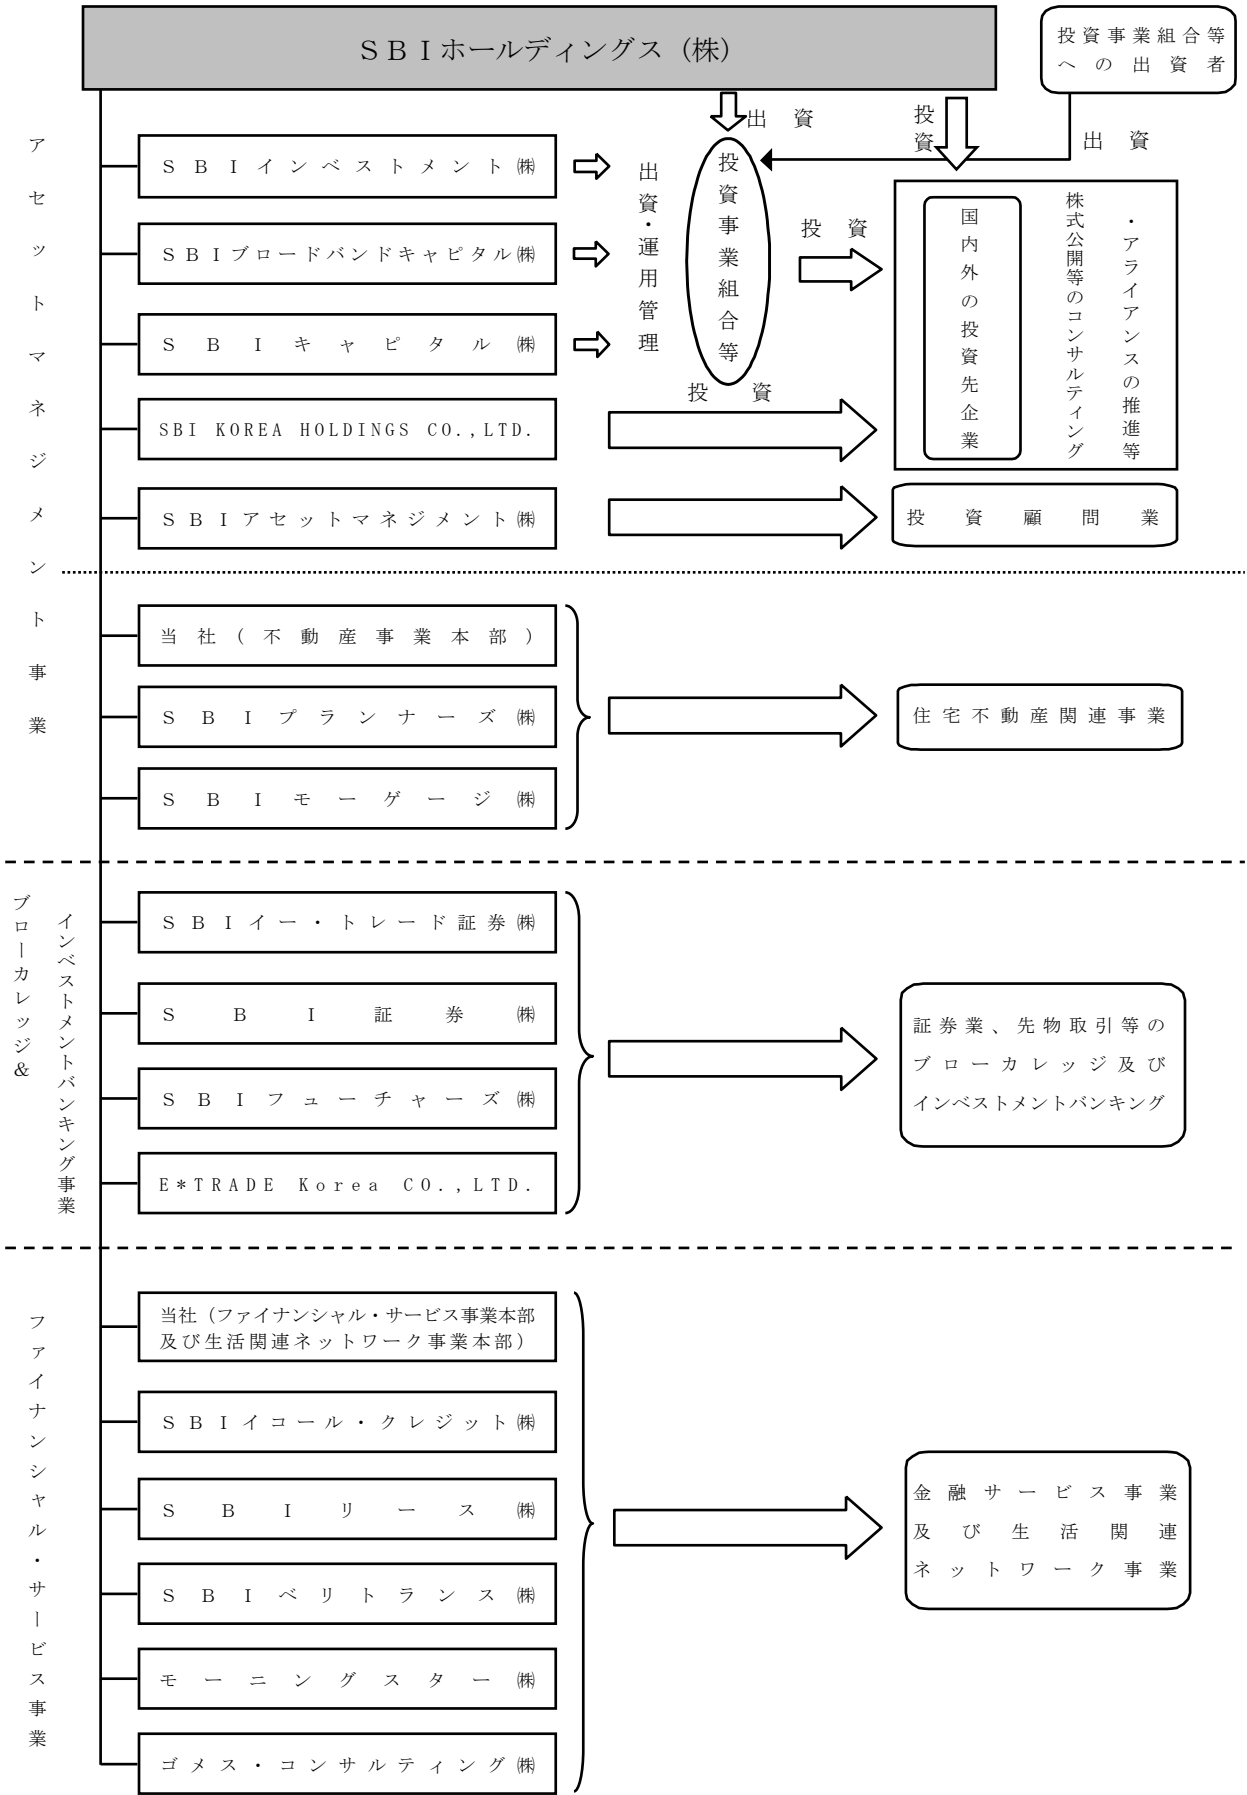 SBIホールディングス（株）
投資事業組合等
への出資者
出資
投資
出資
アセットマネジメント事業
SBIインベストメント㈱
SBIブロードバンドキャピタル㈱
SBIキャピタル㈱
SBI KOREA HOLDINGS CO.,LTD.
SBIアセットマネジメント㈱
出資・運用管理
投資事業組合等
投資
投資
国内外の投資先企業
株式公開等のコンサルティング
・アライアンスの推進等
投資顧問業
当社(不動産事業本部)
SBIプランナーズ㈱
SBIモーゲージ㈱
住宅不動産関連事業
ブローカレッジ&
インベストメントバンキング事業
SBIイー・トレード証券㈱
SBI証券㈱
SBIフューチャーズ㈱
E*TRADE Korea CO.,LTD.
証券業、先物取引等の
ブローカレッジ及び
インベストメントバンキング
ファイナンシャル・サービス事業
当社（ファイナンシャル・サービス事業本部
及び生活関連ネットワーク事業本部）
SBIイコール・クレジット㈱
SBIリース㈱
SBIベリトランス㈱
モーニングスター㈱
ゴメス・コンサルティング㈱
金融サービス事業
及び生活関連
ネットワーク事業